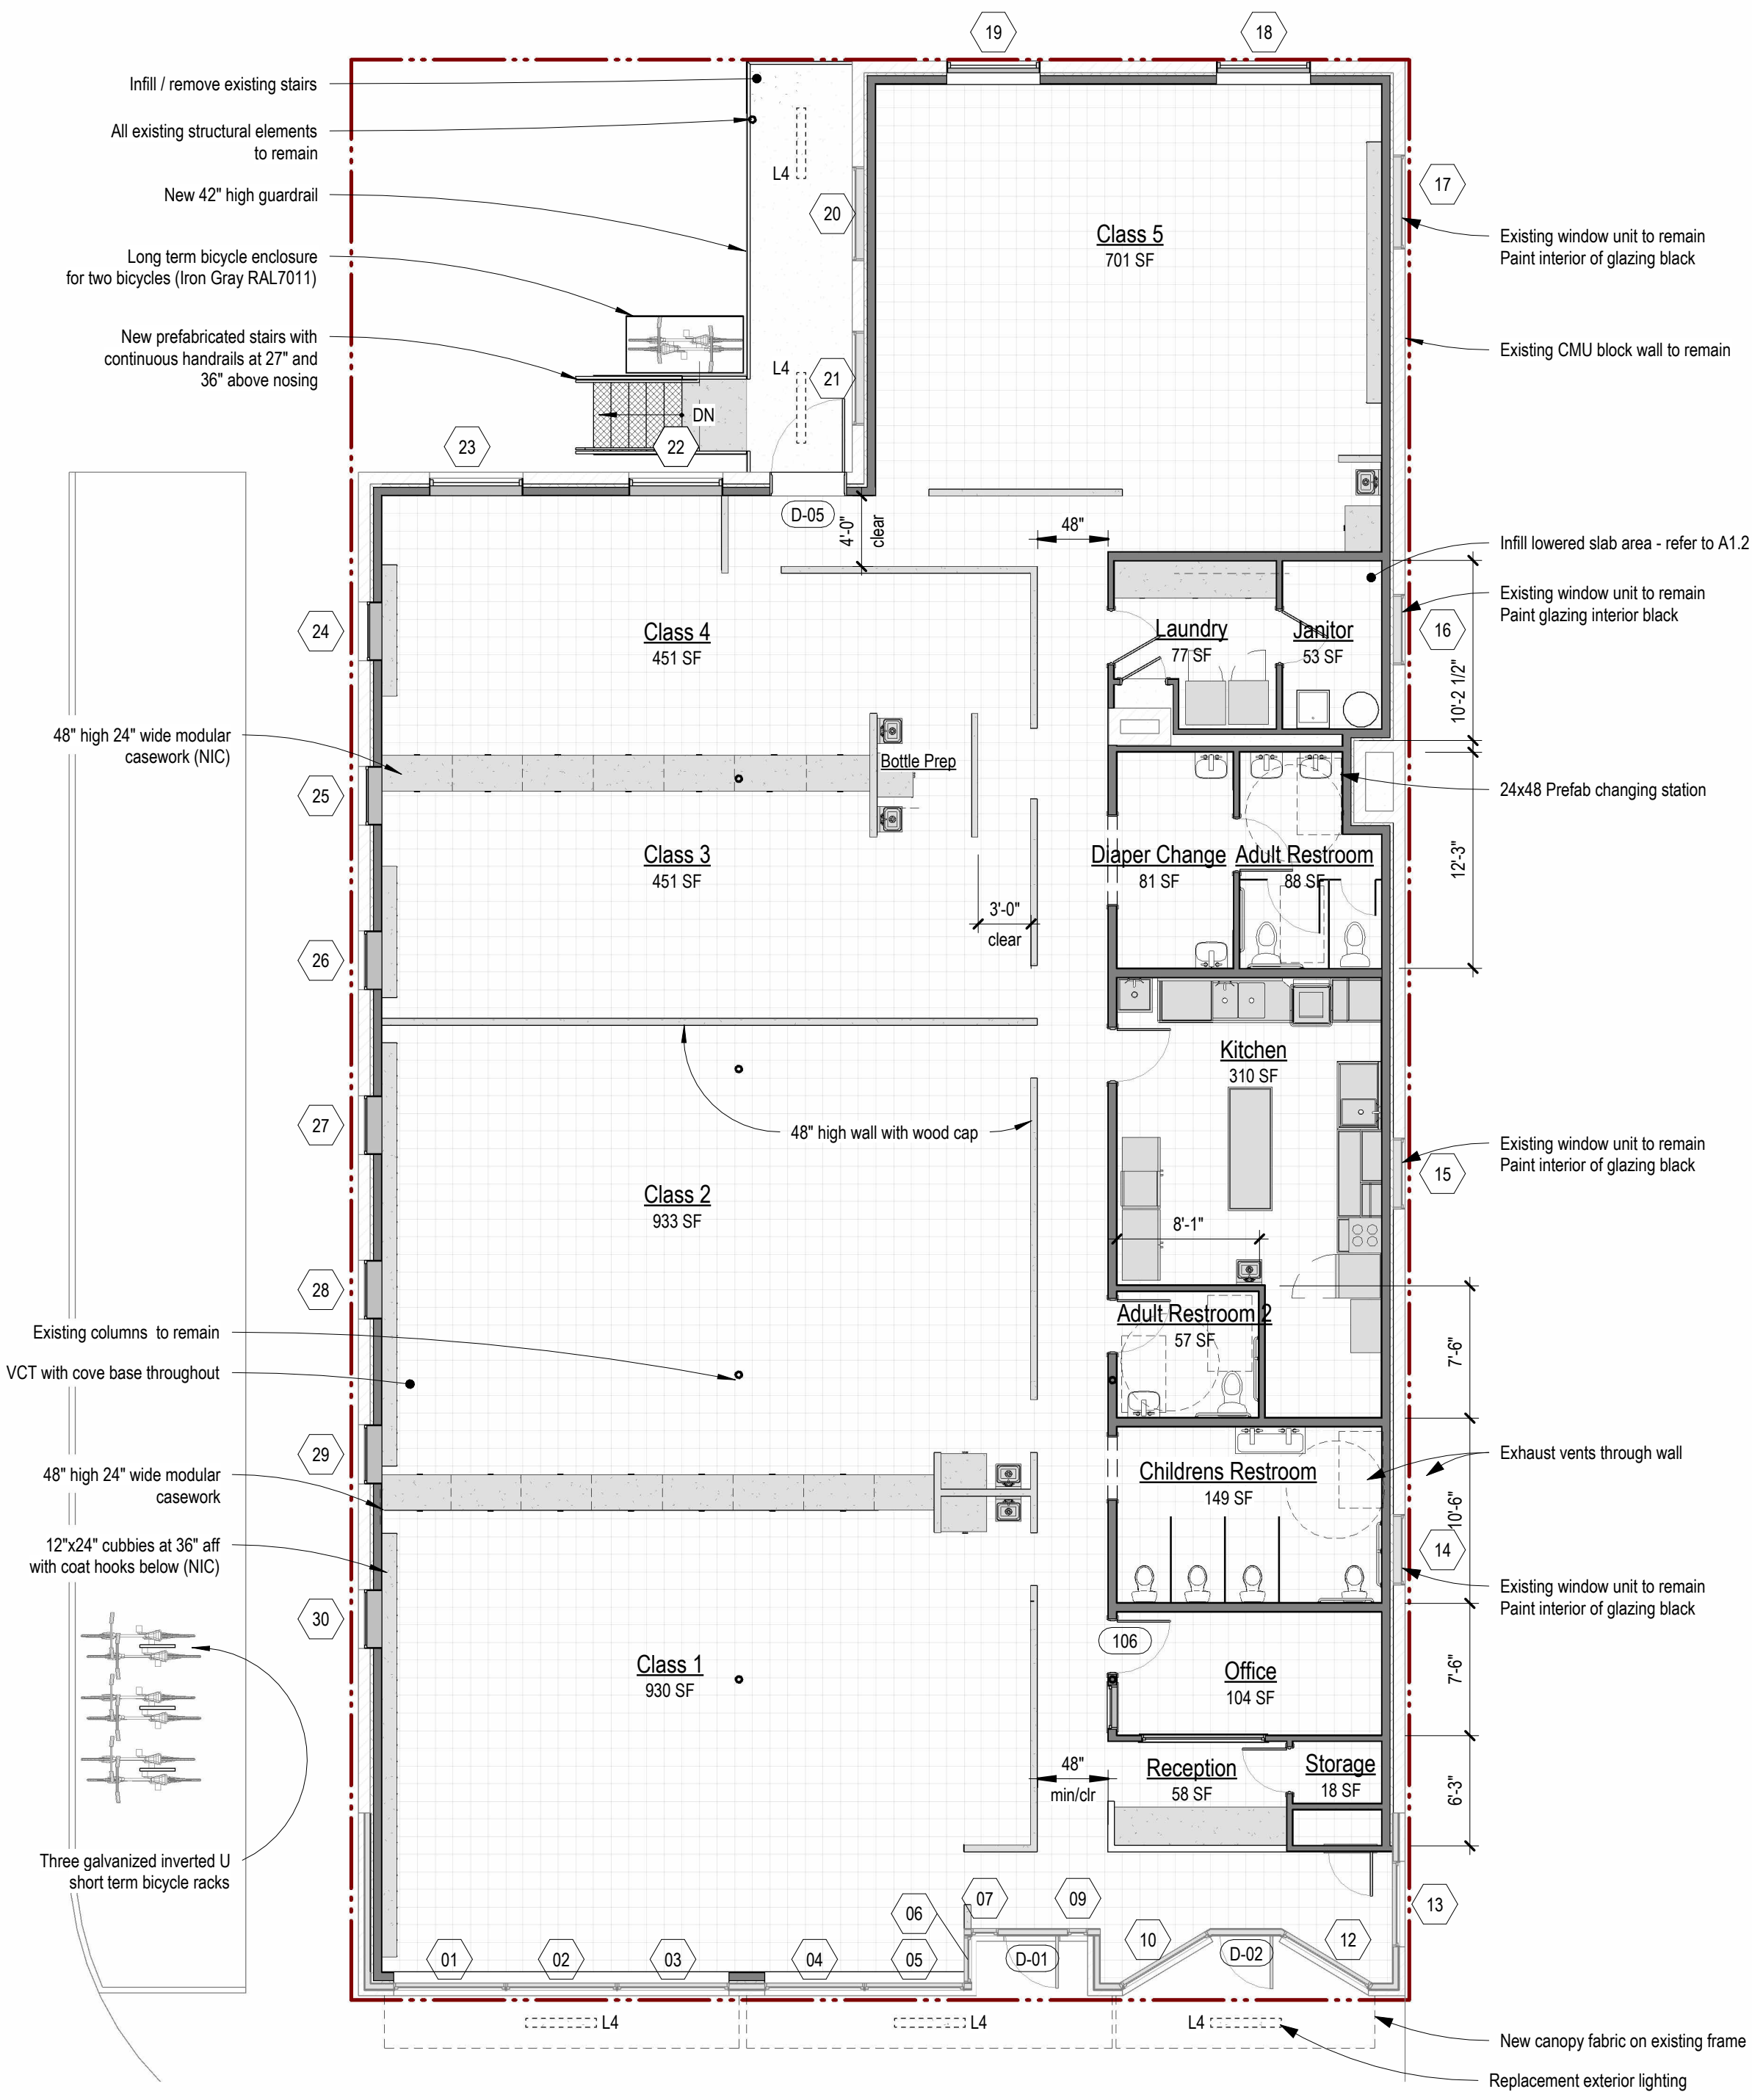 19
18
Infill / remove existing stairs
All existing structural elements
to remain
New 42" high guardrail
Long term bicycle enclosure
for two bicycles (Iron Gray RAL7011)
New prefabricated stairs with
continuous handrails at 27" and
36" above nosing
L4
20
L4
21
DN
23
22
D-05
4'-0"
clear
48"
Class 5
701 SF
17
Existing window unit to remain
Paint interior of glazing black
Existing CMU block wall to remain
Infill lowered slab area - refer to A1.2
Existing window unit to remain
Paint glazing interior black
16
10'-2 1/2"
24
Class 4
451 SF
Laundry
77 SF
Janitor
53 SF
48" high 24" wide modular
casework (NIC)
25
Bottle Prep
24x48 Prefab changing station
Class 3
451 SF
Diaper Change
81 SF
Adult Restroom
88 SF
12'-3"
3'-0"
clear
26
Kitchen
310 SF
27
48" high wall with wood cap
Existing window unit to remain
Paint interior of glazing black
15
Class 2
933 SF
8'-1"
28
Existing columns to remain
VCT with cove base throughout
Adult Restroom 2
57 SF
7'-6"
29
48" high 24" wide modular
casework
Childrens Restroom
149 SF
Exhaust vents through wall
10'-6"
14
12"x24" cubbies at 36" aff
with coat hooks below (NIC)
30
Existing window unit to remain
Paint interior of glazing black
106
Class 1
930 SF
Office
104 SF
7'-6"
48"
min/clr
Reception
58 SF
Storage
18 SF
6'-3"
Three galvanized inverted U
short term bicycle racks
13
01
02
03
04
05
06
07
09
D-01
10
D-02
12
L4
L4
L4
New canopy fabric on existing frame
Replacement exterior lighting